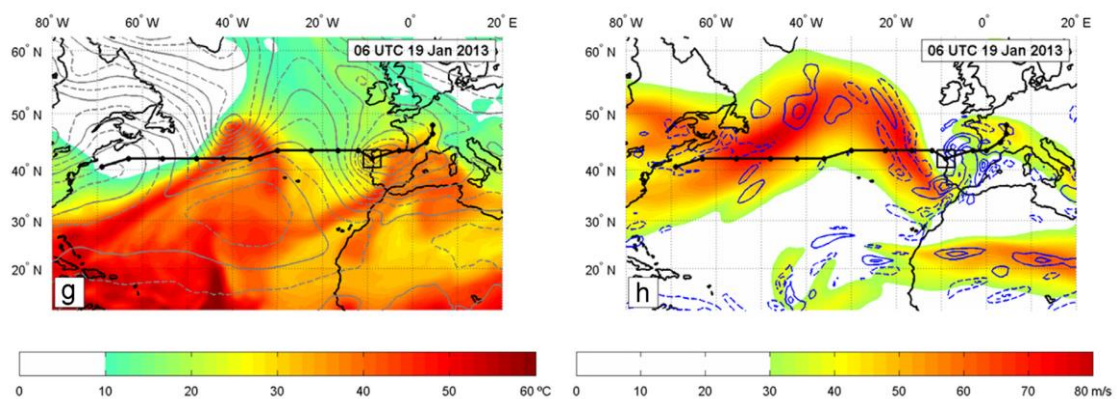 80° W 60° W 40° W 20° W 0° 20° E
06 UTC 19 Jan 2013
60° N
50° N
40° N
30° N
20° N
g
0 10 20 30 40 50 60 ºC
80° W 60° W 40° W 20° W 0° 20° E
06 UTC 19 Jan 2013
60° N
50° N
40° N
30° N
20° N
h
0 10 20 30 40 50 60 70 80 m/s